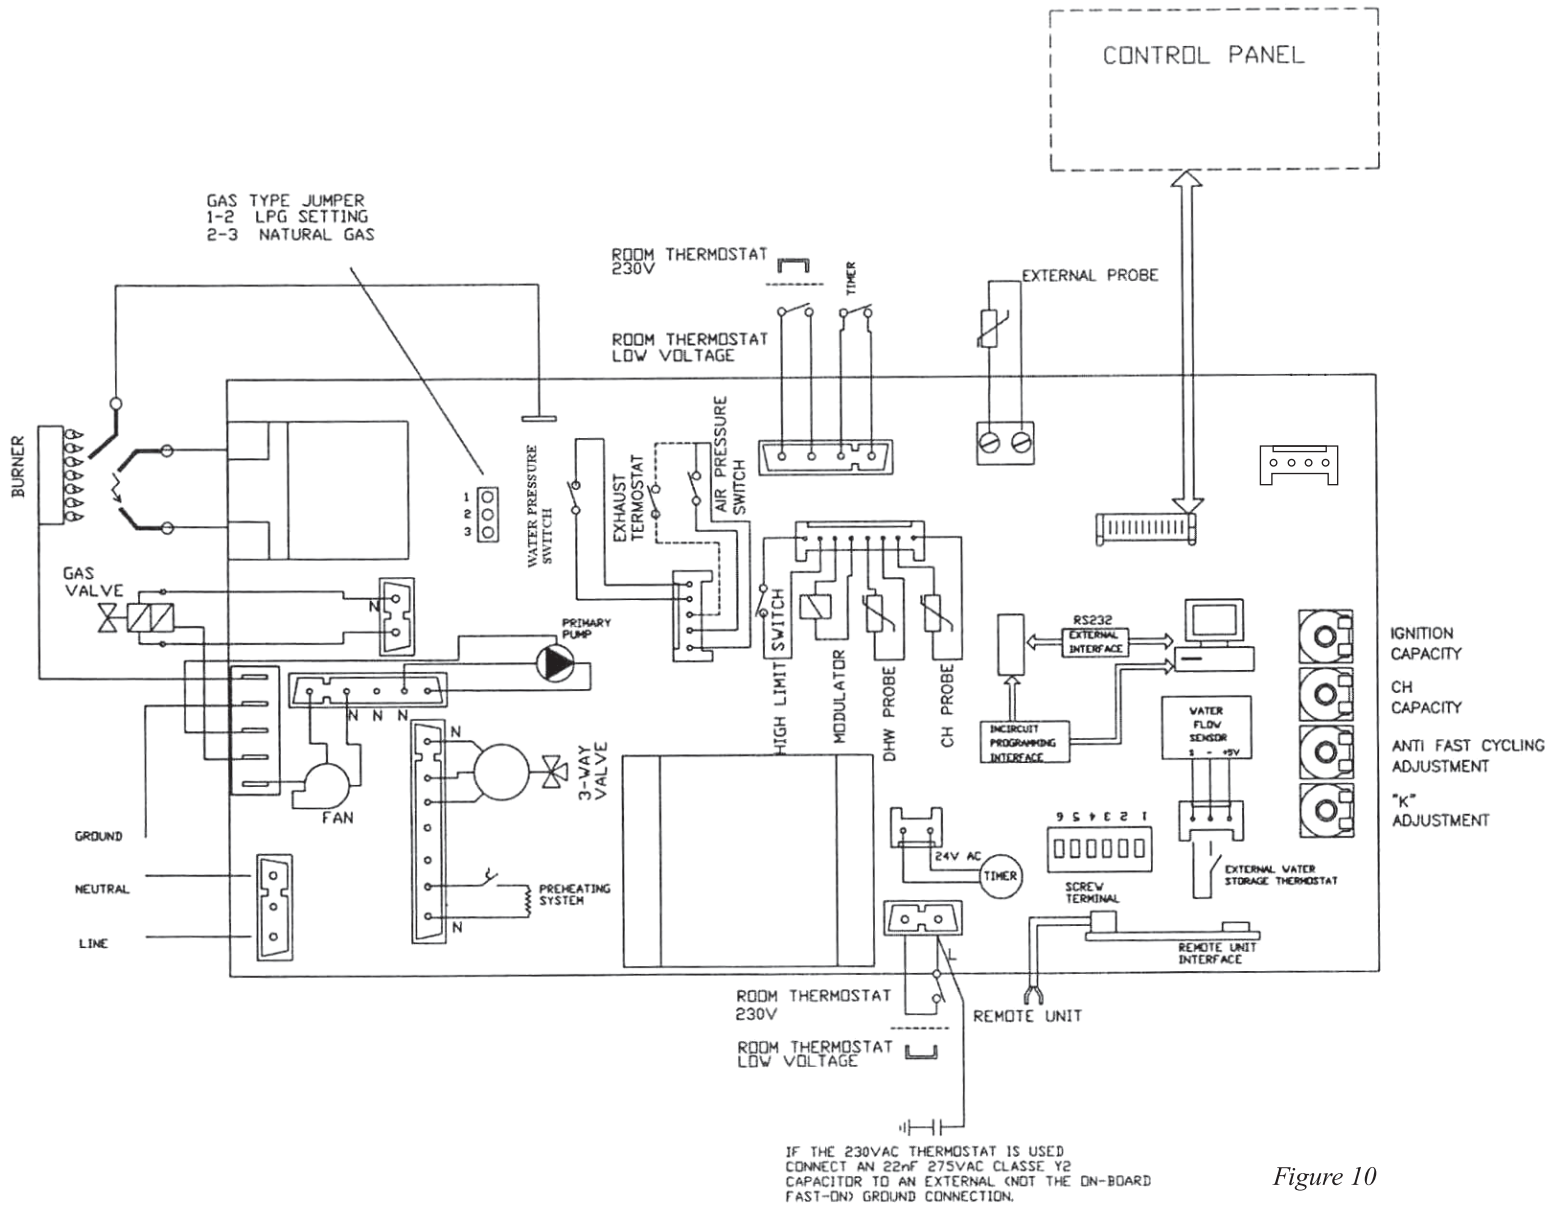 CONTROL PANEL
GAS TYPE JUMPER
1-2 LPG SETTING
2-3 NATURAL GAS
ROOM THERMOSTAT
230V
TIMER
EXTERNAL PROBE
ROOM THERMOSTAT
LOW VOLTAGE
BURNER
1
2
3
WATER PRESSURE
SWITCH
EXHAUST
TERMOSTAT
AIR PRESSURE
SWITCH
GAS
VALVE
N
PRIMARY
PUMP
HIGH LIMIT SWITCH
MODULATOR
DHW PROBE
CH PROBE
RS232
EXTERNAL
INTERFACE
INCIRCUIT
PROGRAMMING
INTERFACE
WATER
FLOW
SENSOR
S - +5V
IGNITION
CAPACITY
CH
CAPACITY
ANTI FAST CYCLING
ADJUSTMENT
"K"
ADJUSTMENT
N N N
N
3-WAY
VALVE
FAN
GROUND
NEUTRAL
LINE
PREHEATING
SYSTEM
N
24V AC
TIMER
6 5 4 3 2 1
SCREW
TERMINAL
EXTERNAL WATER
STORAGE THERMOSTAT
REMOTE UNIT
INTERFACE
L
ROOM THERMOSTAT
230V
REMOTE UNIT
ROOM THERMOSTAT
LOW VOLTAGE
IF THE 230VAC THERMOSTAT IS USED
CONNECT AN 22nF 275VAC CLASSE Y2
CAPACITOR TO AN EXTERNAL (NOT THE ON-BOARD
FAST-ON) GROUND CONNECTION.
Figure 10